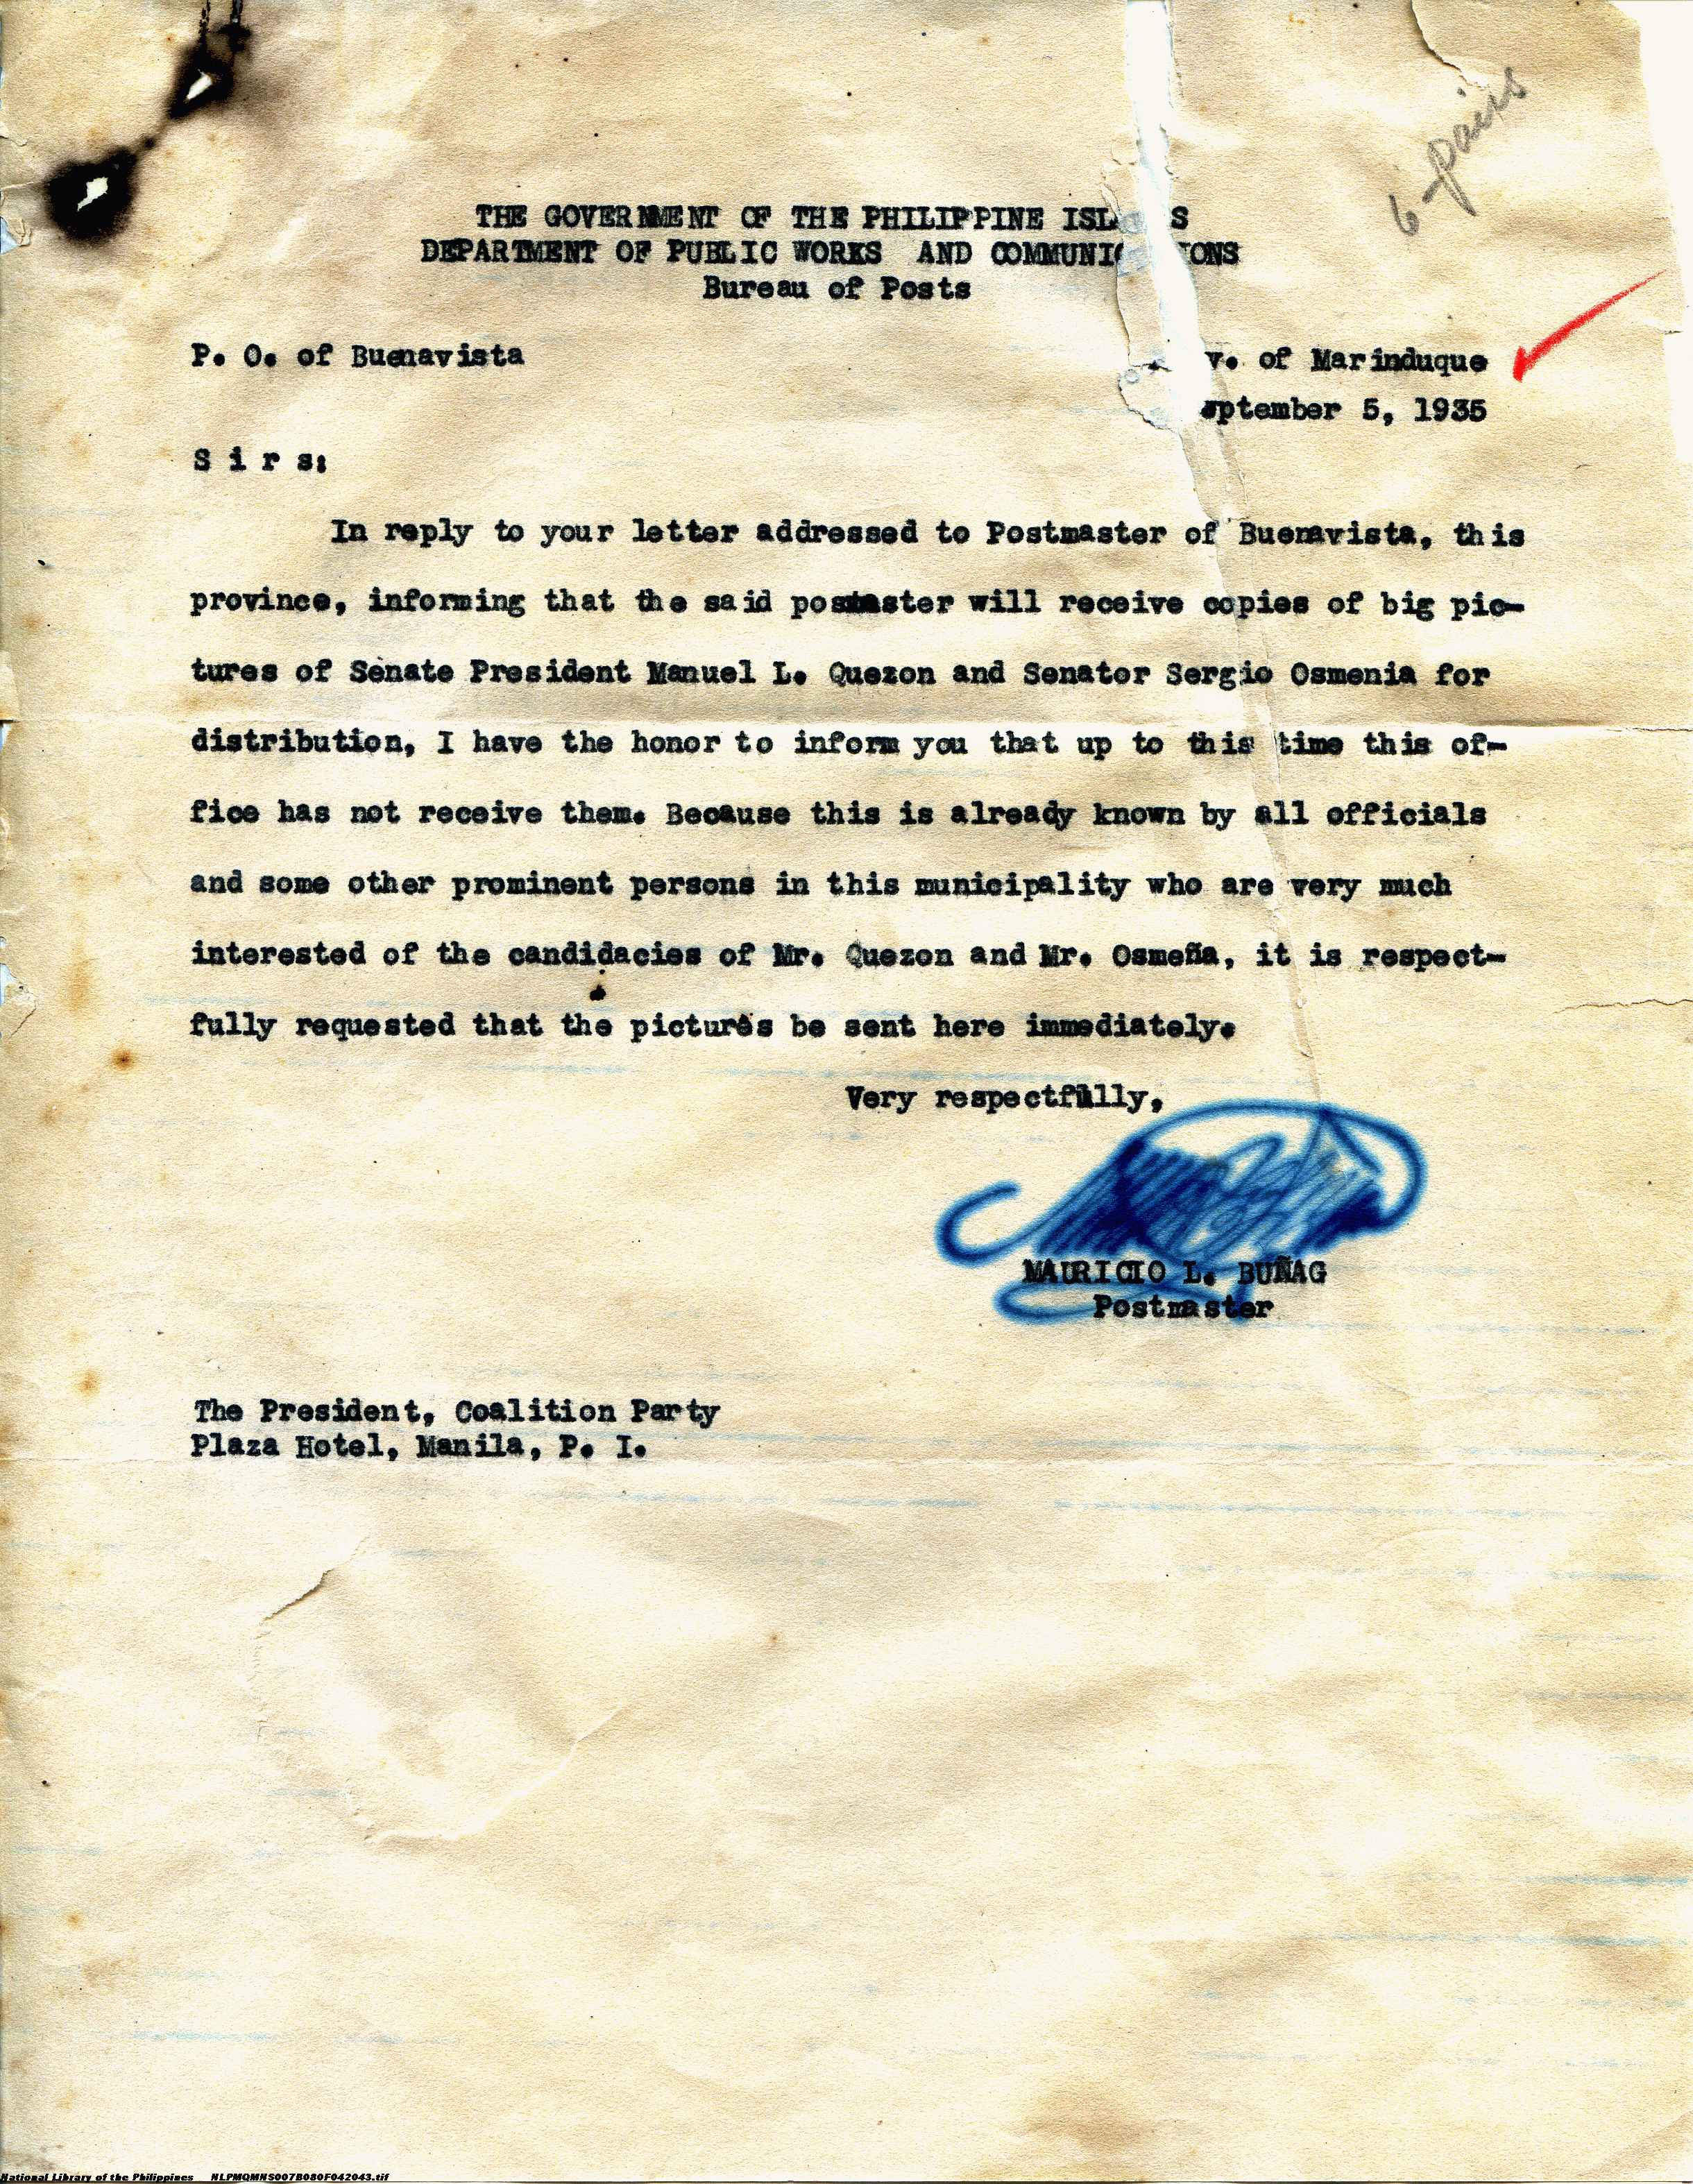 6-pairs
THE GOVERNMENT OF THE PHILIPPINE ISL S
DEPARTMENT OF PUBLIC WORKS AND COMMUNIC IONS
Bureau of Posts
P. O. of Buenavista
v. of Marinduque
eptember 5, 1935
S i r s:
In reply to your letter addressed to Postmaster of Buenavista, this
province, informing that the said postmaster will receive copies of big pic-
tures of Senate President Manuel L. Quezon and Senator Sergio Osmenia for
distribution, I have the honor to inform you that up to this time this of-
fice has not receive them. Because this is already known by all officials
and some other prominent persons in this municipality who are very much
interested of the candidacies of Mr. Quezon and Mr. Osmeña, it is respect-
fully requested that the pictures be sent here immediately.
Very respectfully,
MAURICIO L. BUÑAG
Postmaster
The President, Coalition Party
Plaza Hotel, Manila, P. I.
National Library of the Philippines NLPMQMNS007B080F042043.tif